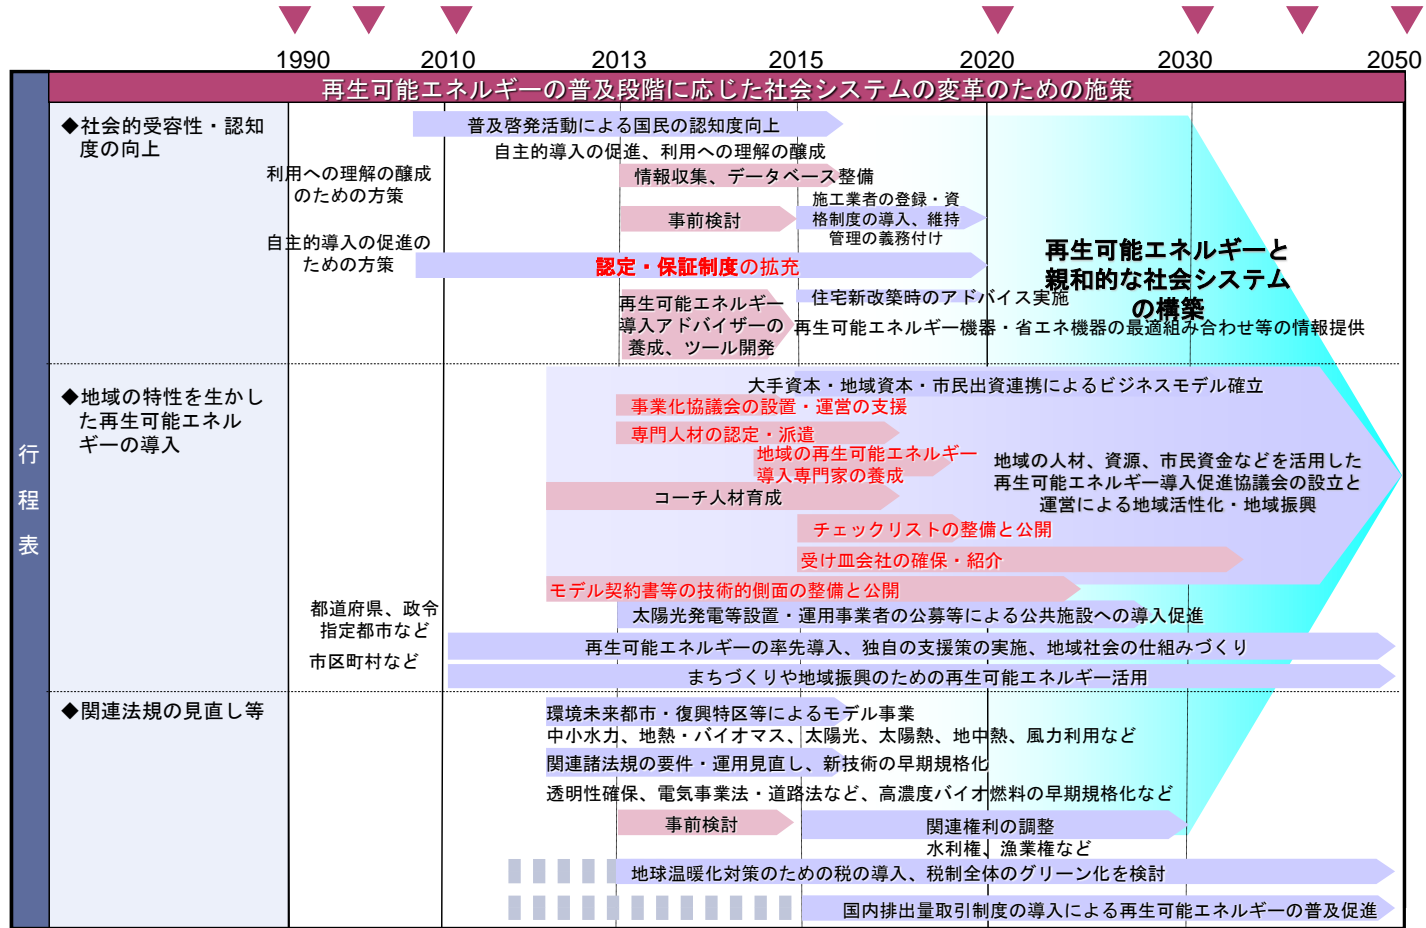 1990 2010 2013 2015 2020 2030 2050
再生可能エネルギーの普及段階に応じた社会システムの変革のための施策
行
程
表
◆社会的受容性・認知
度の向上
普及啓発活動による国民の認知度向上
自主的導入の促進、利用への理解の醸成
利用への理解の醸成
のための方策
情報収集、データベース整備
事前検討
施工業者の登録・資
格制度の導入、維持
管理の義務付け
自主的導入の促進の
ための方策
認定・保証制度の拡充
再生可能エネルギーと
親和的な社会システム
の構築
再生可能エネルギー
導入アドバイザーの
養成、ツール開発
住宅新改築時のアドバイス実施
再生可能エネルギー機器・省エネ機器の最適組み合わせ等の情報提供
◆地域の特性を生かし
た再生可能エネル
ギーの導入
大手資本・地域資本・市民出資連携によるビジネスモデル確立
事業化協議会の設置・運営の支援
専門人材の認定・派遣
地域の再生可能エネルギー
導入専門家の養成
コーチ人材育成
地域の人材、資源、市民資金などを活用した
再生可能エネルギー導入促進協議会の設立と
運営による地域活性化・地域振興
チェックリストの整備と公開
受け皿会社の確保・紹介
モデル契約書等の技術的側面の整備と公開
都道府県、政令
指定都市など
太陽光発電等設置・運用事業者の公募等による公共施設への導入促進
市区町村など
再生可能エネルギーの率先導入、独自の支援策の実施、地域社会の仕組みづくり
まちづくりや地域振興のための再生可能エネルギー活用
◆関連法規の見直し等
環境未来都市・復興特区等によるモデル事業
中小水力、地熱・バイオマス、太陽光、太陽熱、地中熱、風力利用など
関連諸法規の要件・運用見直し、新技術の早期規格化
透明性確保、電気事業法・道路法など、高濃度バイオ燃料の早期規格化など
事前検討
関連権利の調整
水利権、漁業権など
地球温暖化対策のための税の導入、税制全体のグリーン化を検討
国内排出量取引制度の導入による再生可能エネルギーの普及促進